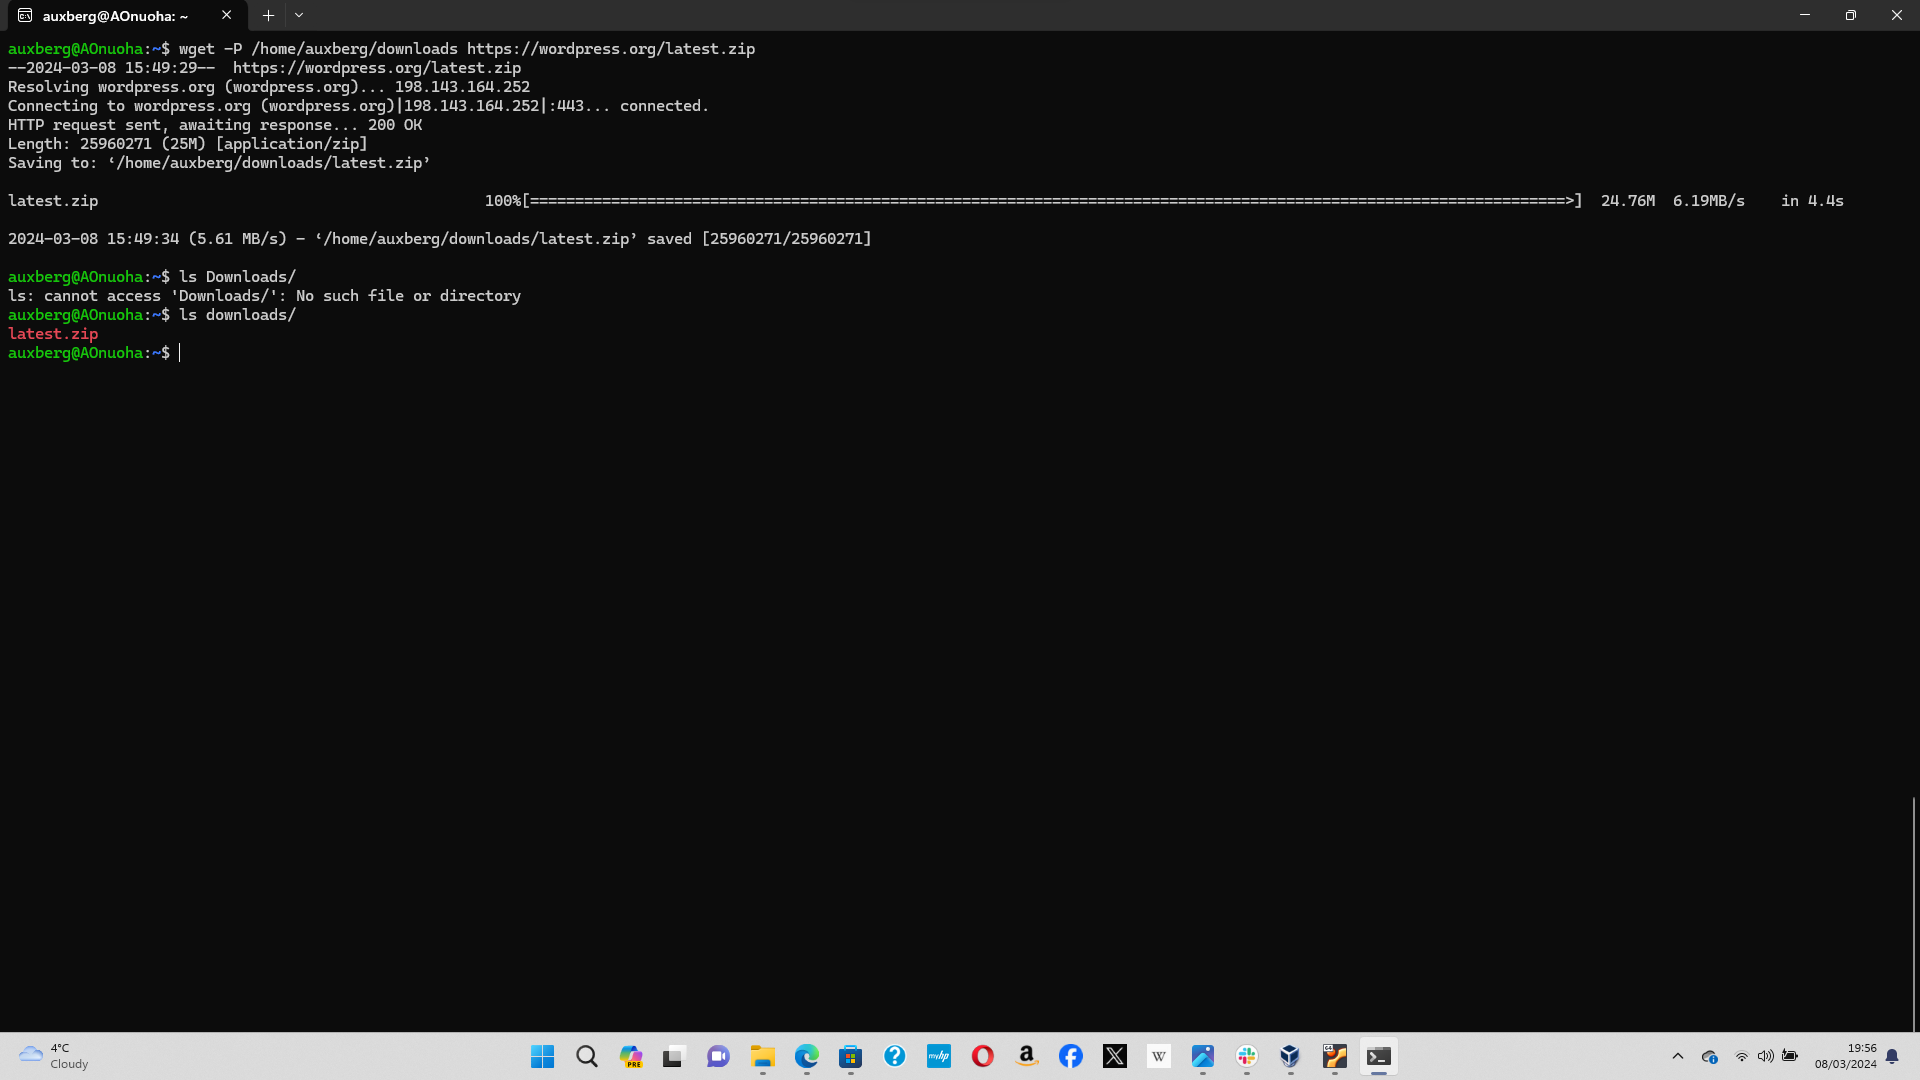 auxberg@AOnuoha: ~
auxberg@AOnuoha:~$ wget -P /home/auxberg/downloads https://wordpress.org/latest.zip
--2024-03-08 15:49:29--  https://wordpress.org/latest.zip
Resolving wordpress.org (wordpress.org)... 198.143.164.252
Connecting to wordpress.org (wordpress.org)|198.143.164.252|:443... connected.
HTTP request sent, awaiting response... 200 OK
Length: 25960271 (25M) [application/zip]
Saving to: ‘/home/auxberg/downloads/latest.zip’
latest.zip 100%[===================================================================================================================>] 24.76M 6.19MB/s in 4.4s
2024-03-08 15:49:34 (5.61 MB/s) - ‘/home/auxberg/downloads/latest.zip’ saved [25960271/25960271]
auxberg@AOnuoha:~$ ls Downloads/
ls: cannot access 'Downloads/': No such file or directory
auxberg@AOnuoha:~$ ls downloads/
latest.zip
auxberg@AOnuoha:~$
4°C
Cloudy
PRE
myhp
W
64
19:56
08/03/2024